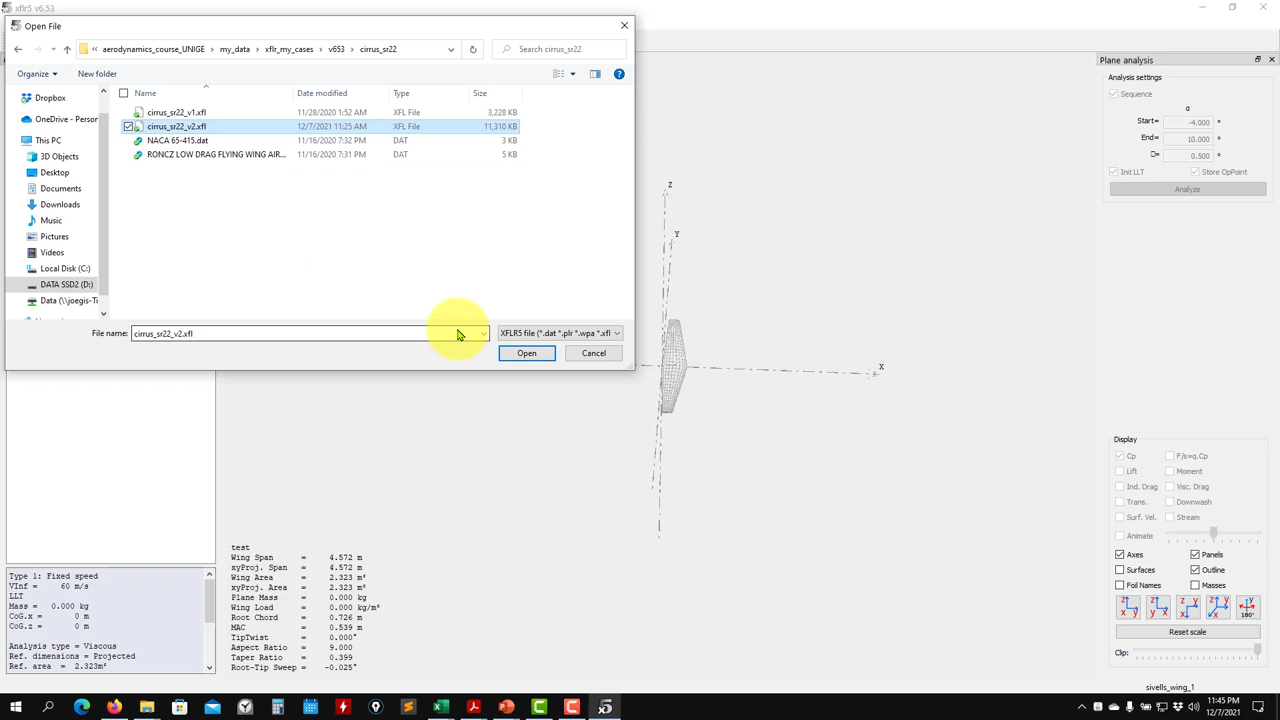 xflr5 v6.53
Open File
« aerodynamics_course_UNIGE > my_data > xflr_my_cases > v653 > cirrus_sr22
Search cirrus_sr22
Organize
New folder
Name
Date modified
Type
Size
Dropbox
OneDrive - Person
This PC
3D Objects
Desktop
Documents
Downloads
Music
Pictures
Videos
Local Disk (C:)
DATA SSD2 (D:)
Data (\\joegis-Ti
cirrus_sr22_v1.xfl 11/28/2020 1:52 AM XFL File 3,228 KB
cirrus_sr22_v2.xfl 12/7/2021 11:25 AM XFL File 11,310 KB
NACA 65-415.dat 11/16/2020 7:32 PM DAT 3 KB
RONCZ LOW DRAG FLYING WING AIR... 11/16/2020 7:31 PM DAT 5 KB
File name: cirrus_sr22_v2.xfl
XFLR5 file (*.dat *.plr *.wpa *.xfl
Open
Cancel
Z
Y
X
Plane analysis
Analysis settings
Sequence
α
Start= -4.000 °
End= 10.000 °
= 0.500 °
Init LLT
Store OpPoint
Analyze
Display
Cp
F/s=q.Cp
Lift
Moment
Ind. Drag
Visc. Drag
Trans.
Downwash
Surf. Vel.
Stream
Animate
Axes
Panels
Surfaces
Outline
Foil Names
Masses
Reset scale
Clip:
Type 1: Fixed speed
VInf = 60 m/s
LLT
Mass = 0.000 kg
CoG.x = 0 m
CoG.z = 0 m
Analysis type = Viscous
Ref. dimensions = Projected
Ref. area = 2.323m²
test
Wing Span = 4.572 m
xyProj. Span = 4.572 m
Wing Area = 2.323 m²
xyProj. Area = 2.323 m²
Plane Mass = 0.000 kg
Wing Load = 0.000 kg/m²
Root Chord = 0.726 m
MAC = 0.539 m
TipTwist = 0.000°
Aspect Ratio = 9.000
Taper Ratio = 0.399
Root-Tip Sweep = -0.025°
sivells_wing_1
11:45 PM
12/7/2021